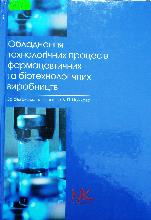 Обладнання
технологічних процесів
фармацевтичних
та біотехнологічних
виробництв